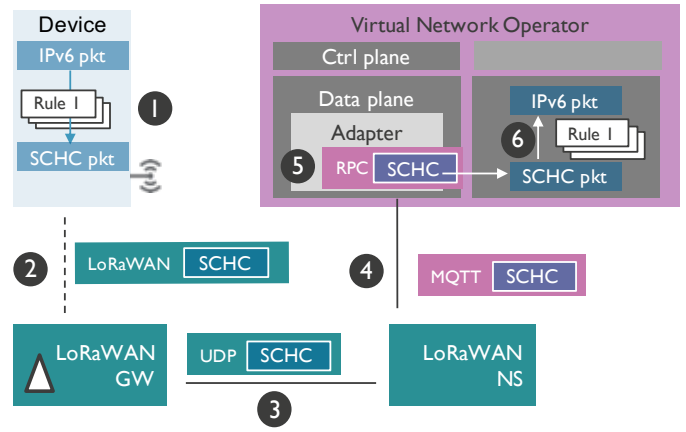 Device
IPv6 pkt
Rule 1
SCHC pkt
1
Virtual Network Operator
Ctrl plane
Data plane
Adapter
5
RPC
SCHC
IPv6 pkt
6
Rule 1
SCHC pkt
2
LoRaWAN
SCHC
4
MQTT
SCHC
LoRaWAN
GW
UDP
SCHC
3
LoRaWAN
NS